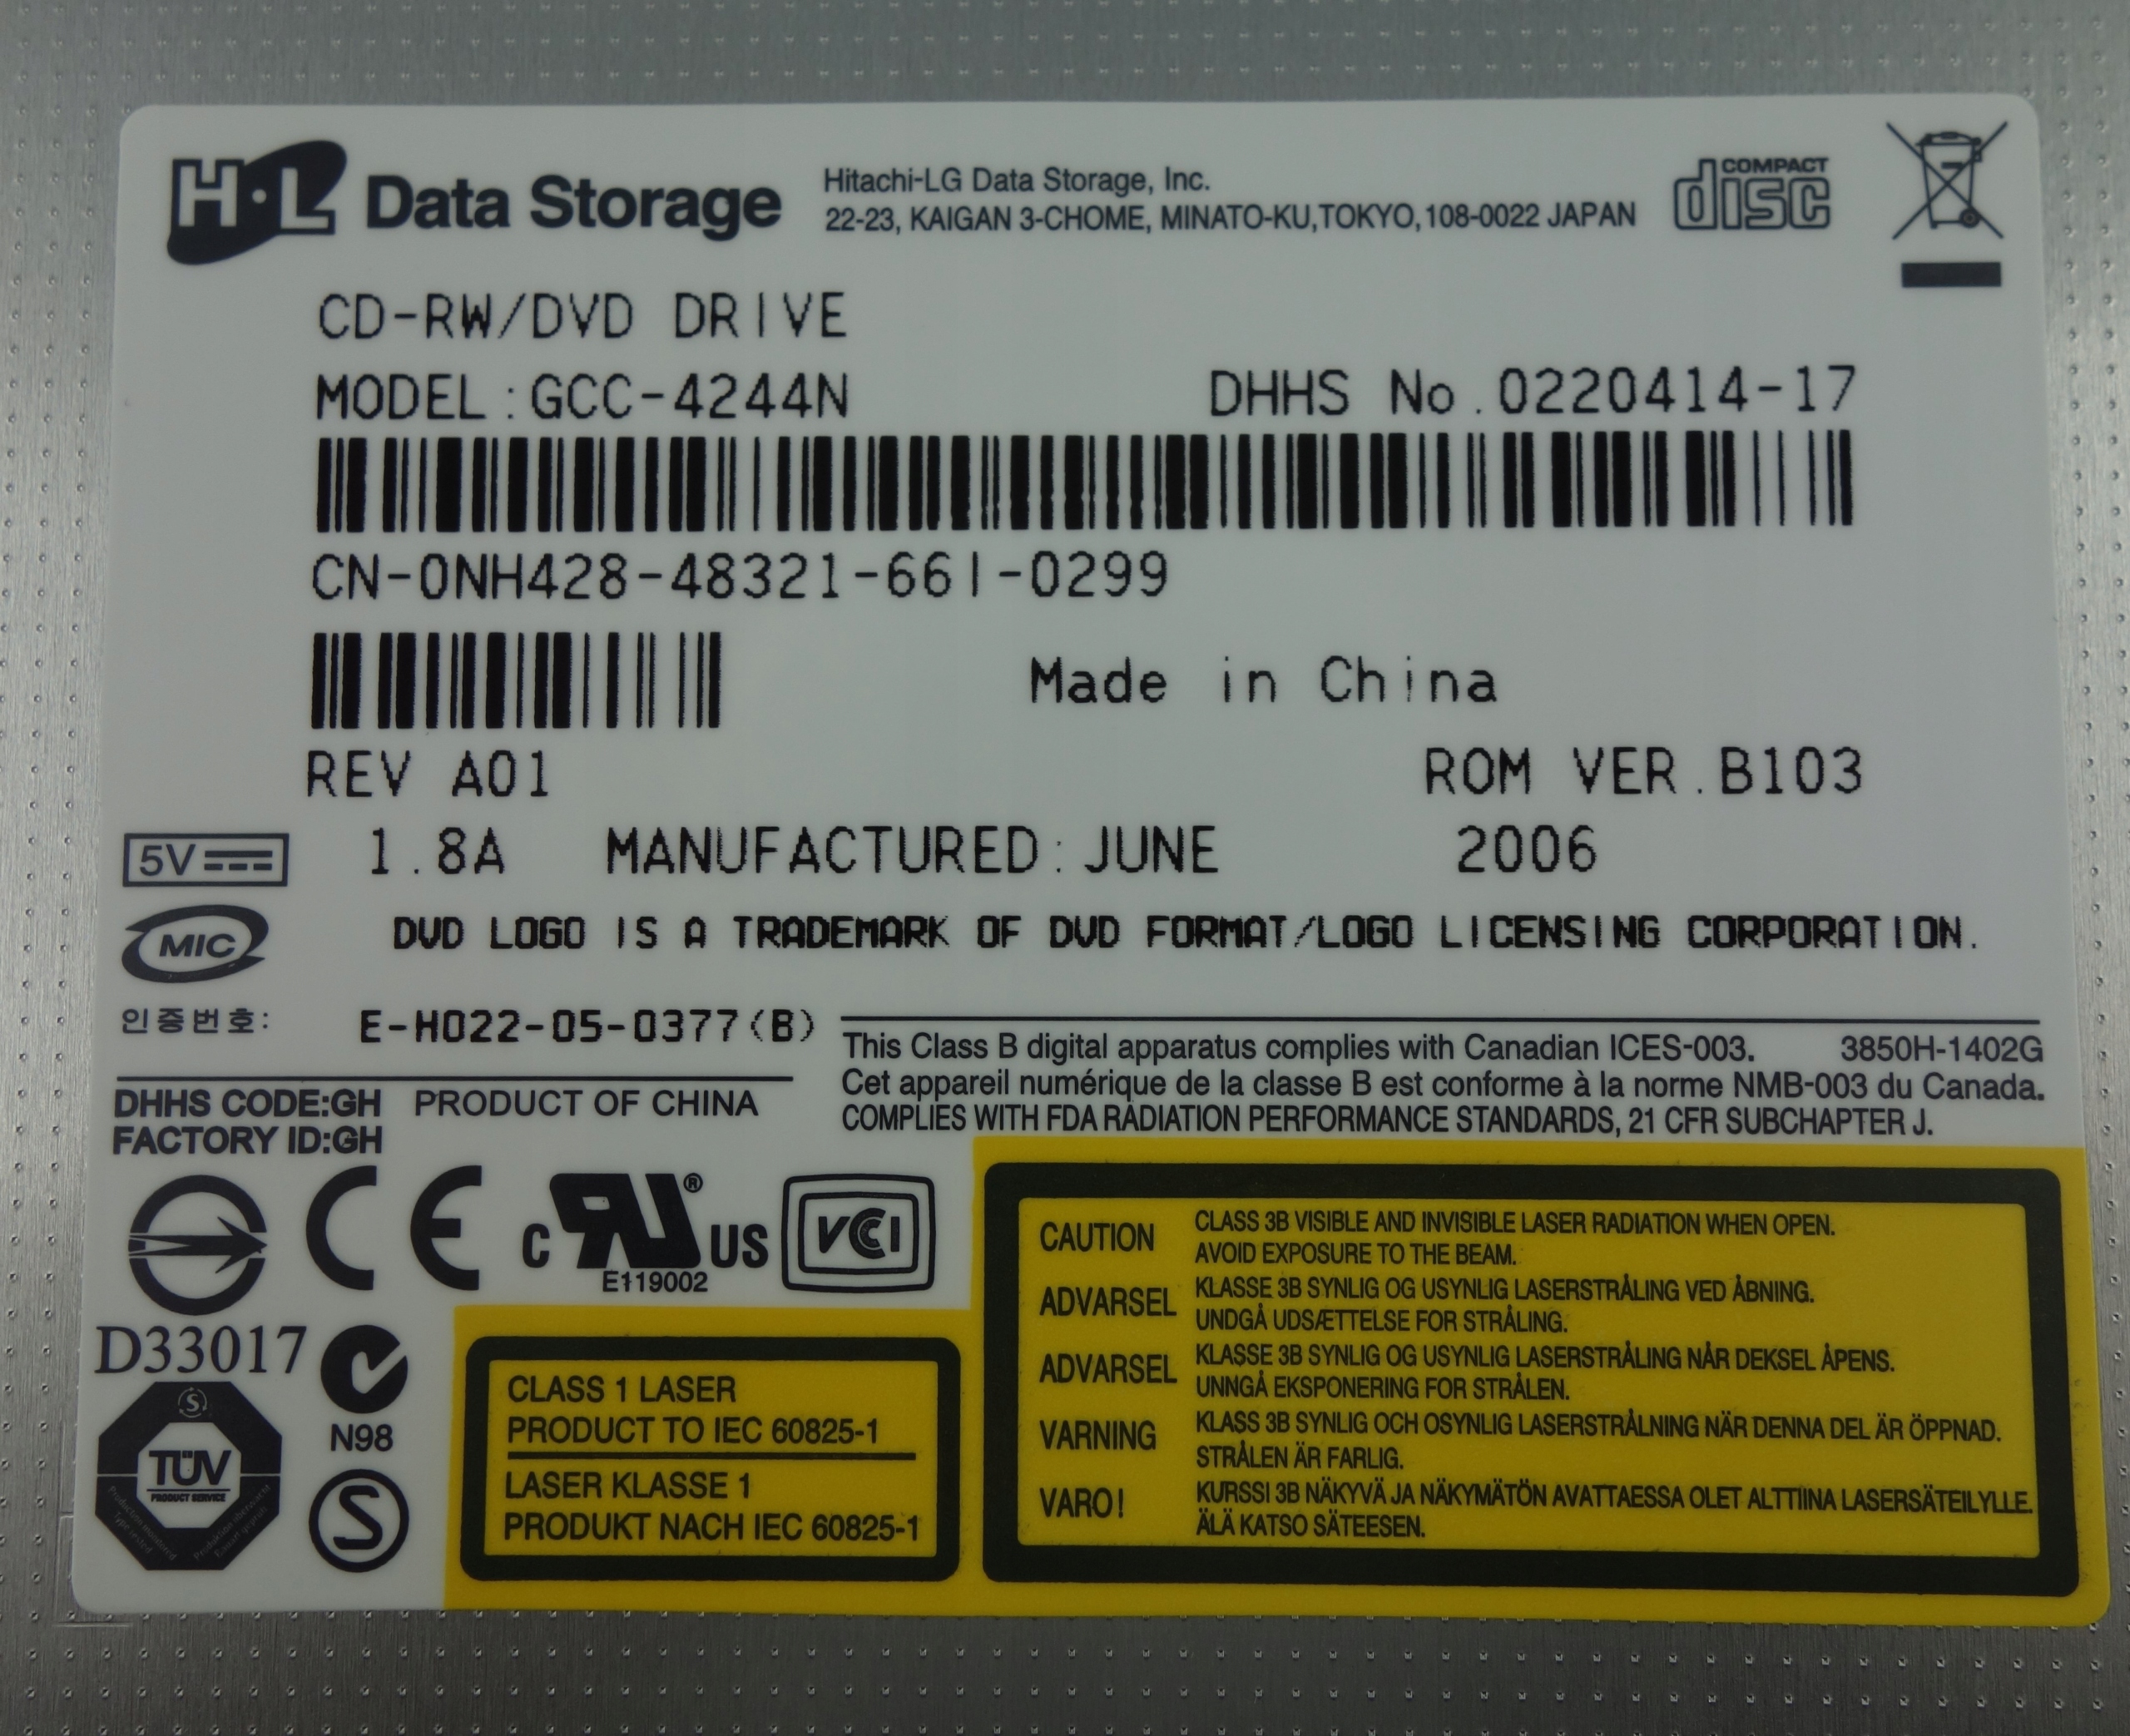 H·L Data Storage
Hitachi-LG Data Storage, Inc.
22-23, KAIGAN 3-CHOME, MINATO-KU,TOKYO,108-0022 JAPAN
COMPACT
disc
CD-RW/DVD DRIVE
MODEL:GCC-4244N DHHS No.0220414-17
CN-0NH428-48321-66I-0299
Made in China
REV A01 ROM VER.B103
5V 1.8A MANUFACTURED:JUNE 2006
MIC
DVD LOGO IS A TRADEMARK OF DVD FORMAT/LOGO LICENSING CORPORATION.
인증번호: E-H022-05-0377(B)
This Class B digital apparatus complies with Canadian ICES-003. 3850H-1402G
Cet appareil numérique de la classe B est conforme à la norme NMB-003 du Canada.
COMPLIES WITH FDA RADIATION PERFORMANCE STANDARDS, 21 CFR SUBCHAPTER J.
DHHS CODE:GH PRODUCT OF CHINA
FACTORY ID:GH
CE
C RU® US
E119002
VCI
D33017
N98
S
TÜV
PRODUCT SERVICE
S
CLASS 1 LASER
PRODUCT TO IEC 60825-1
LASER KLASSE 1
PRODUKT NACH IEC 60825-1
CAUTION CLASS 3B VISIBLE AND INVISIBLE LASER RADIATION WHEN OPEN.
AVOID EXPOSURE TO THE BEAM.
ADVARSEL KLASSE 3B SYNLIG OG USYNLIG LASERSTRÅLING VED ÅBNING.
UNDGÅ UDSÆTTELSE FOR STRÅLING.
ADVARSEL KLASSE 3B SYNLIG OG USYNLIG LASERSTRÅLING NÅR DEKSEL ÅPENS.
UNNGÅ EKSPONERING FOR STRÅLEN.
VARNING KLASS 3B SYNLIG OCH OSYNLIG LASERSTRÅLNING NÄR DENNA DEL ÄR ÖPPNAD.
STRÅLEN ÄR FARLIG.
VARO! KURSSI 3B NÄKYVÄ JA NÄKYMÄTÖN AVATTAESSA OLET ALTTIINA LASERSÄTEILYLLE.
ÄLÄ KATSO SÄTEESEN.